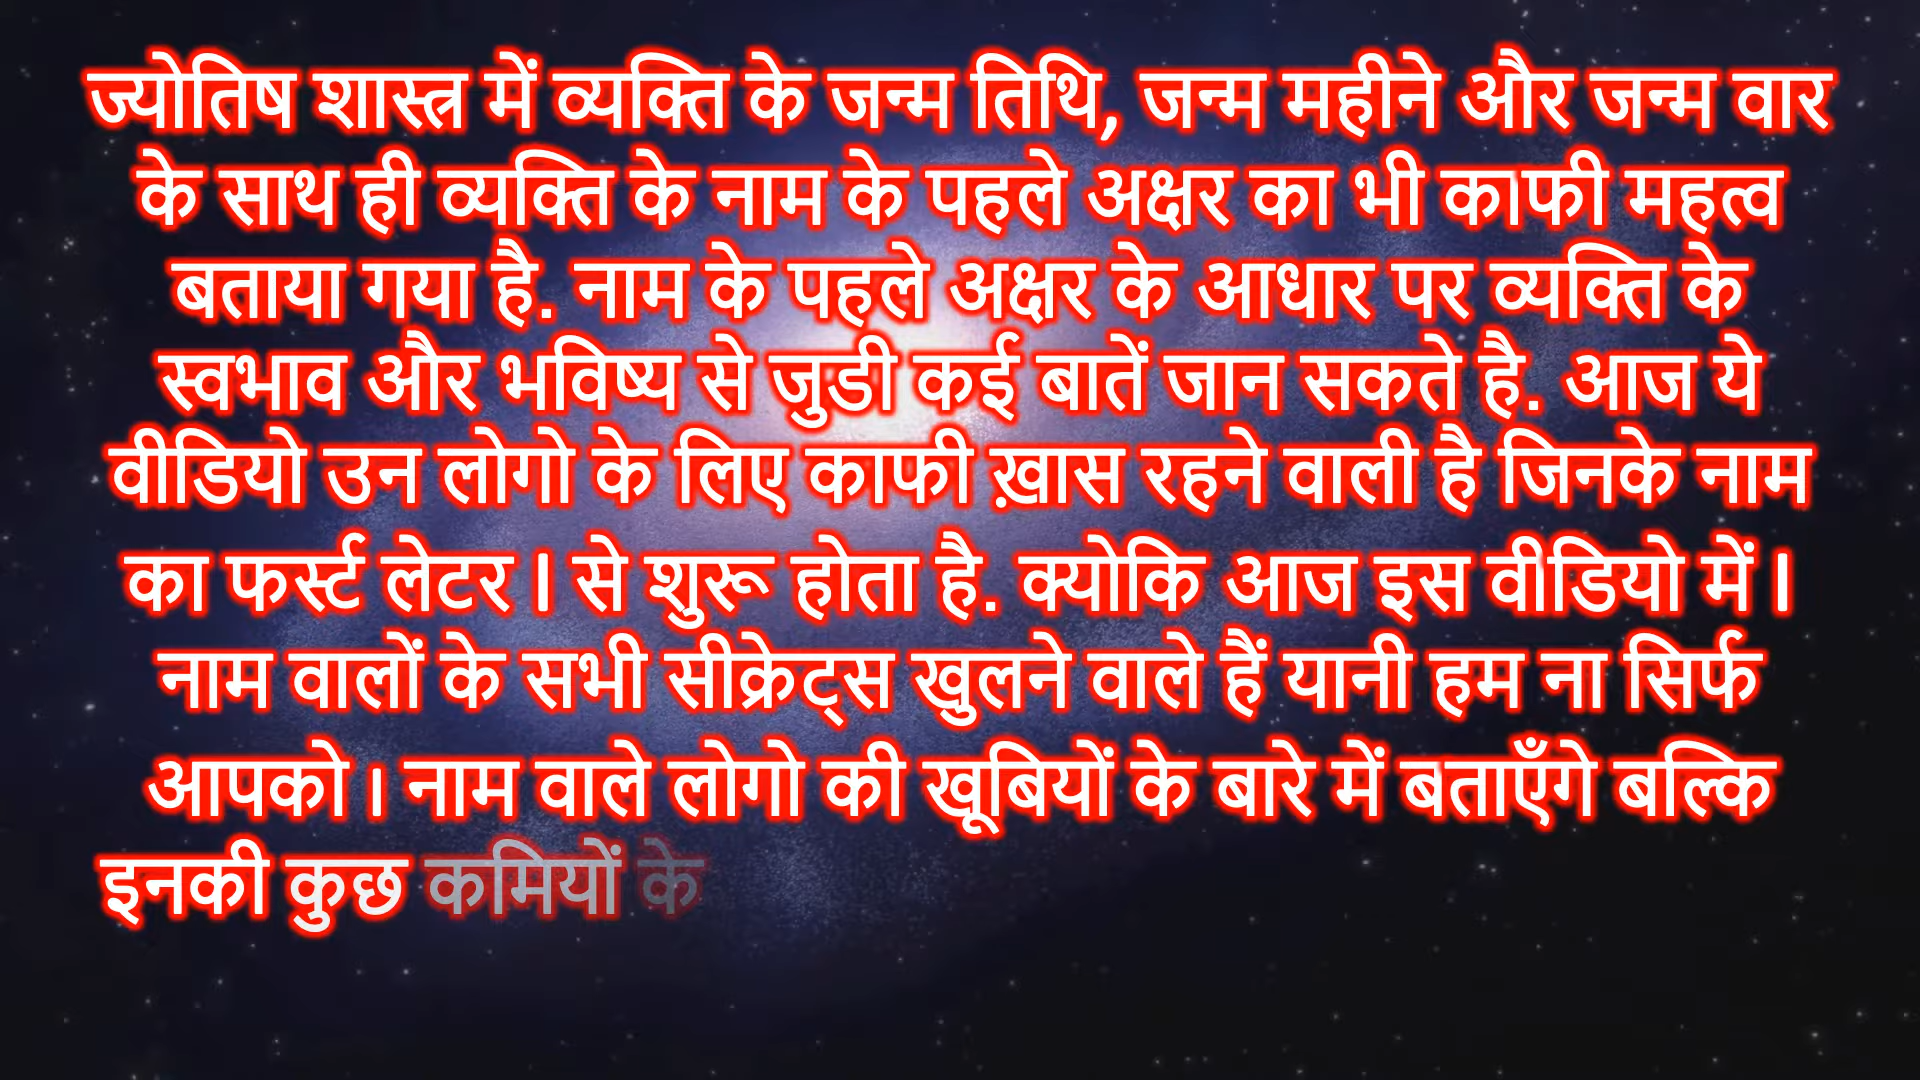 ज्योतिष शास्त्र में व्यक्ति के जन्म तिथि, जन्म महीने और जन्म वार
के साथ ही व्यक्ति के नाम के पहले अक्षर का भी काफी महत्व
बताया गया है. नाम के पहले अक्षर के आधार पर व्यक्ति के
स्वभाव और भविष्य से जुडी कई बातें जान सकते है. आज ये
वीडियो उन लोगो के लिए काफी ख़ास रहने वाली है जिनके नाम
का फर्स्ट लेटर I से शुरू होता है. क्योकि आज इस वीडियो में I
नाम वालों के सभी सीक्रेट्स खुलने वाले हैं यानी हम ना सिर्फ
आपको । नाम वाले लोगो की खूबियों के बारे में बताएँगे बल्कि
इनकी कुछ कमियों के